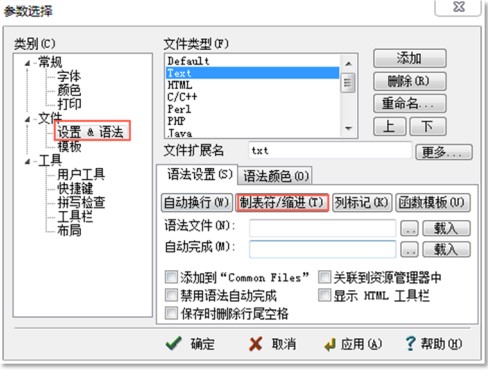 参数选择
类别(C)
常规
字体
颜色
打印
文件
设置 & 语法
模板
工具
用户工具
快捷键
拼写检查
工具栏
布局
文件类型(F)
Default
Text
HTML
C/C++
Perl
PHP
Java
添加
删除(R)
重命名...
上 下
文件扩展名 txt 更多...
语法设置(S) 语法颜色(O)
自动换行(W) 制表符/缩进(T) 列标记(K) 函数模板(U)
语法文件(N): .. 载入
自动完成(M): .. 载入
添加到“Common Files” 关联到资源管理器中
禁用语法自动完成 显示 HTML 工具栏
保存时删除行尾空格
确定 取消 应用(A) 帮助(H)